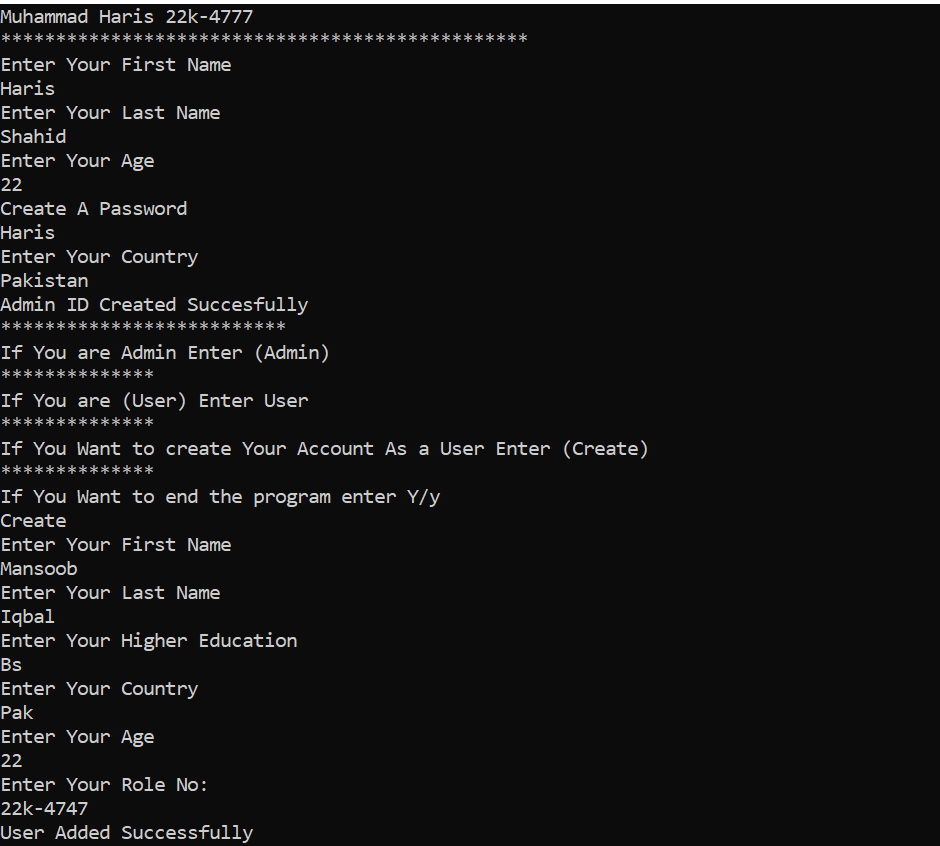 Muhammad Haris 22k-4777
************************************************
Enter Your First Name
Haris
Enter Your Last Name
Shahid
Enter Your Age
22
Create A Password
Haris
Enter Your Country
Pakistan
Admin ID Created Succesfully
**************************
If You are Admin Enter (Admin)
**************
If You are (User) Enter User
**************
If You Want to create Your Account As a User Enter (Create)
**************
If You Want to end the program enter Y/y
Create
Enter Your First Name
Mansoob
Enter Your Last Name
Iqbal
Enter Your Higher Education
Bs
Enter Your Country
Pak
Enter Your Age
22
Enter Your Role No:
22k-4747
User Added Successfully